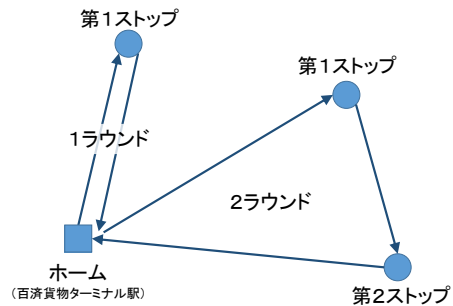 第1ストップ
第1ストップ
1ラウンド
2ラウンド
ホーム
(百済貨物ターミナル駅)
第2ストップ